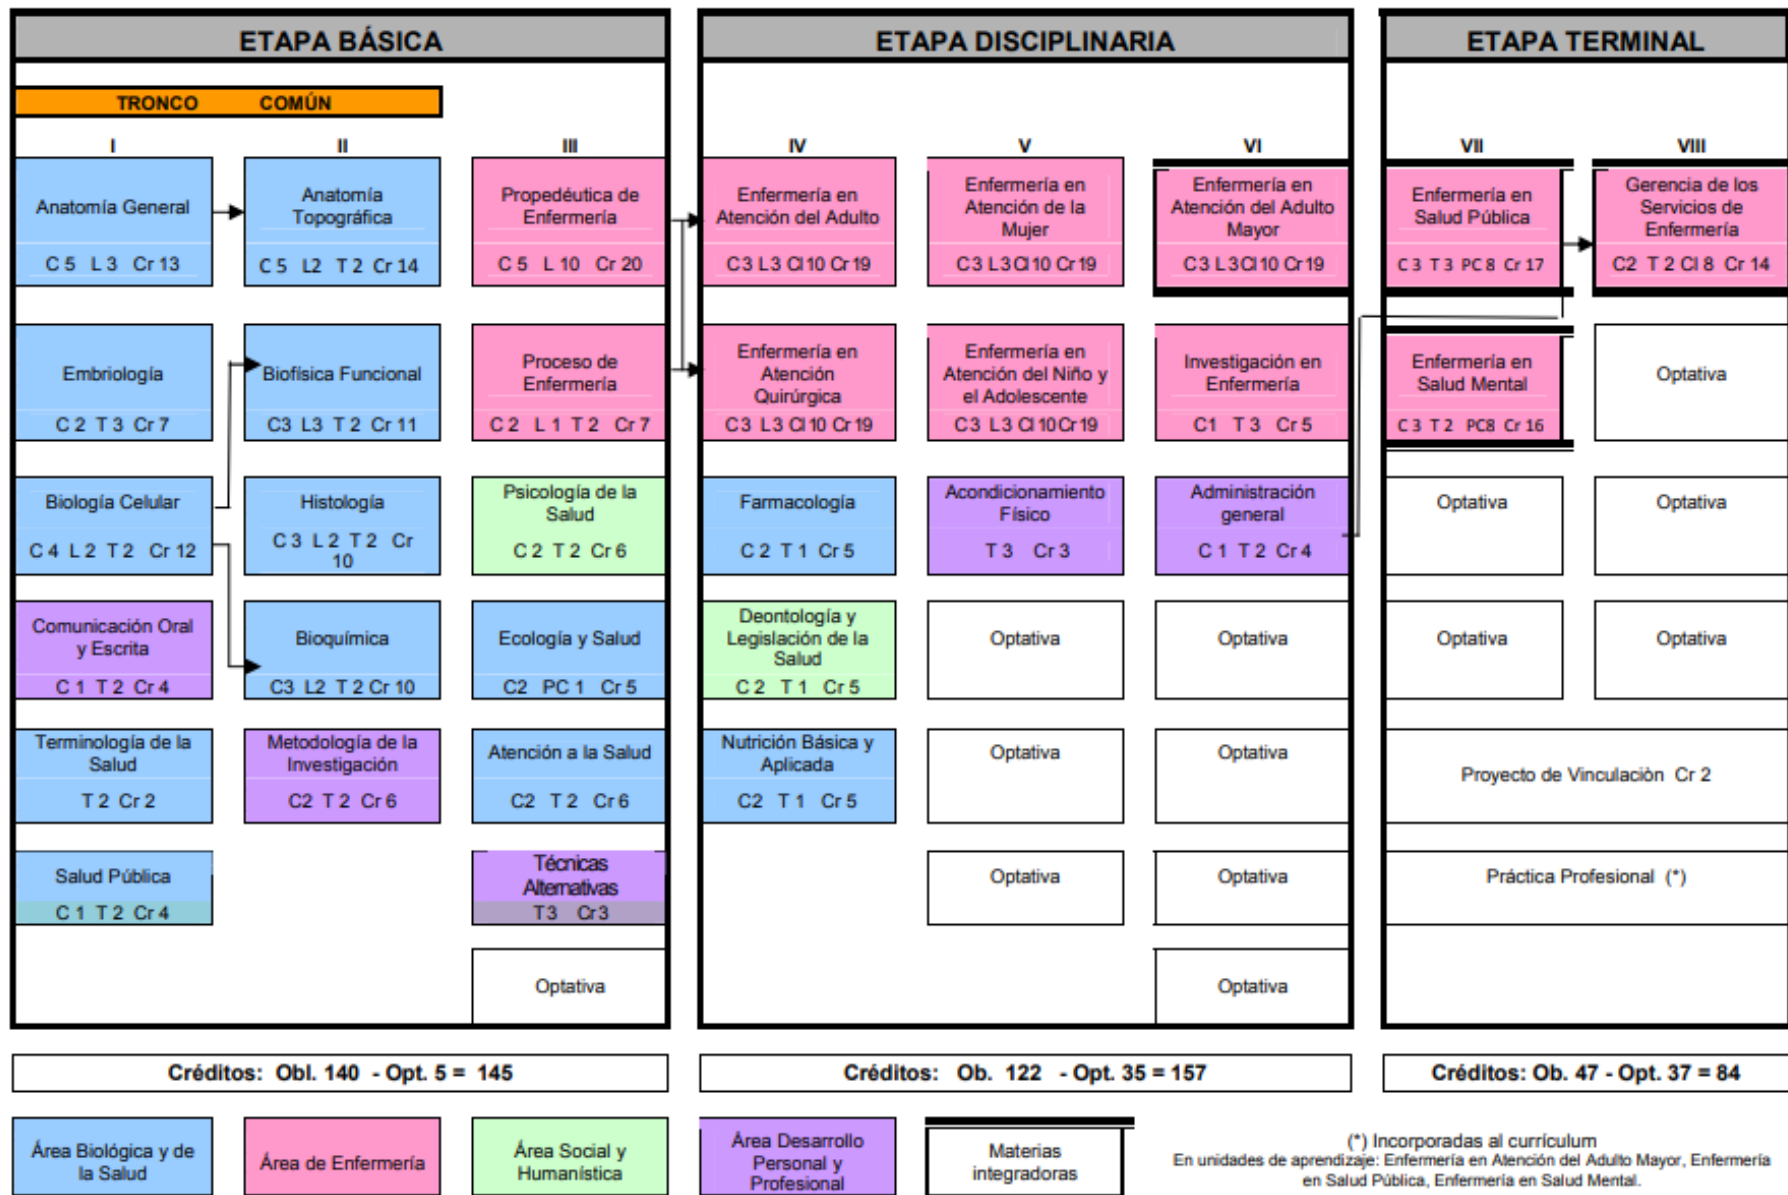 ETAPA BÁSICA
ETAPA DISCIPLINARIA
ETAPA TERMINAL
TRONCO COMÚN
I
II
III
IV
V
VI
VII
VIII
Anatomía General
C 5 L 3 Cr 13
Anatomía
Topográfica
C 5 L2 T 2 Cr 14
Propedéutica de
Enfermería
C 5 L 10 Cr 20
Enfermería en
Atención del Adulto
C 3 L 3 Cl 10 Cr 19
Enfermería en
Atención de la
Mujer
C 3 L 3 Cl 10 Cr 19
Enfermería en
Atención del Adulto
Mayor
C 3 L 3 Cl 10 Cr 19
Enfermería en
Salud Pública
C 3 T 3 PC 8 Cr 17
Gerencia de los
Servicios de
Enfermería
C2 T 2 Cl 8 Cr 14
Embriología
C 2 T 3 Cr 7
Biofísica Funcional
C3 L3 T 2 Cr 11
Proceso de
Enfermería
C 2 L 1 T 2 Cr 7
Enfermería en
Atención
Quirúrgica
C 3 L 3 Cl 10 Cr 19
Enfermería en
Atención del Niño y
el Adolescente
C 3 L 3 Cl 10 Cr 19
Investigación en
Enfermería
C1 T 3 Cr 5
Enfermería en
Salud Mental
C 3 T 2 PC8 Cr 16
Optativa
Biología Celular
C 4 L 2 T 2 Cr 12
Histología
C 3 L 2 T 2 Cr
10
Psicología de la
Salud
C 2 T 2 Cr 6
Farmacología
C 2 T 1 Cr 5
Acondicionamiento
Físico
T 3 Cr 3
Administración
general
C 1 T 2 Cr 4
Optativa
Optativa
Comunicación Oral
y Escrita
C 1 T 2 Cr 4
Bioquímica
C3 L2 T 2 Cr 10
Ecología y Salud
C2 PC 1 Cr 5
Deontología y
Legislación de la
Salud
C 2 T 1 Cr 5
Optativa
Optativa
Optativa
Optativa
Terminología de la
Salud
T 2 Cr 2
Metodología de la
Investigación
C2 T 2 Cr 6
Atención a la Salud
C2 T 2 Cr 6
Nutrición Básica y
Aplicada
C2 T 1 Cr 5
Optativa
Optativa
Proyecto de Vinculaciòn Cr 2
Salud Pública
C 1 T 2 Cr 4
Técnicas
Alternativas
T3 Cr 3
Optativa
Optativa
Práctica Profesional (*)
Optativa
Optativa
Créditos: Obl. 140 - Opt. 5 = 145
Créditos: Ob. 122 - Opt. 35 = 157
Créditos: Ob. 47 - Opt. 37 = 84
Área Biológica y de
la Salud
Área de Enfermería
Área Social y
Humanística
Área Desarrollo
Personal y
Profesional
Materias
integradoras
(*) Incorporadas al currículum
En unidades de aprendizaje: Enfermería en Atención del Adulto Mayor, Enfermería
en Salud Pública, Enfermería en Salud Mental.